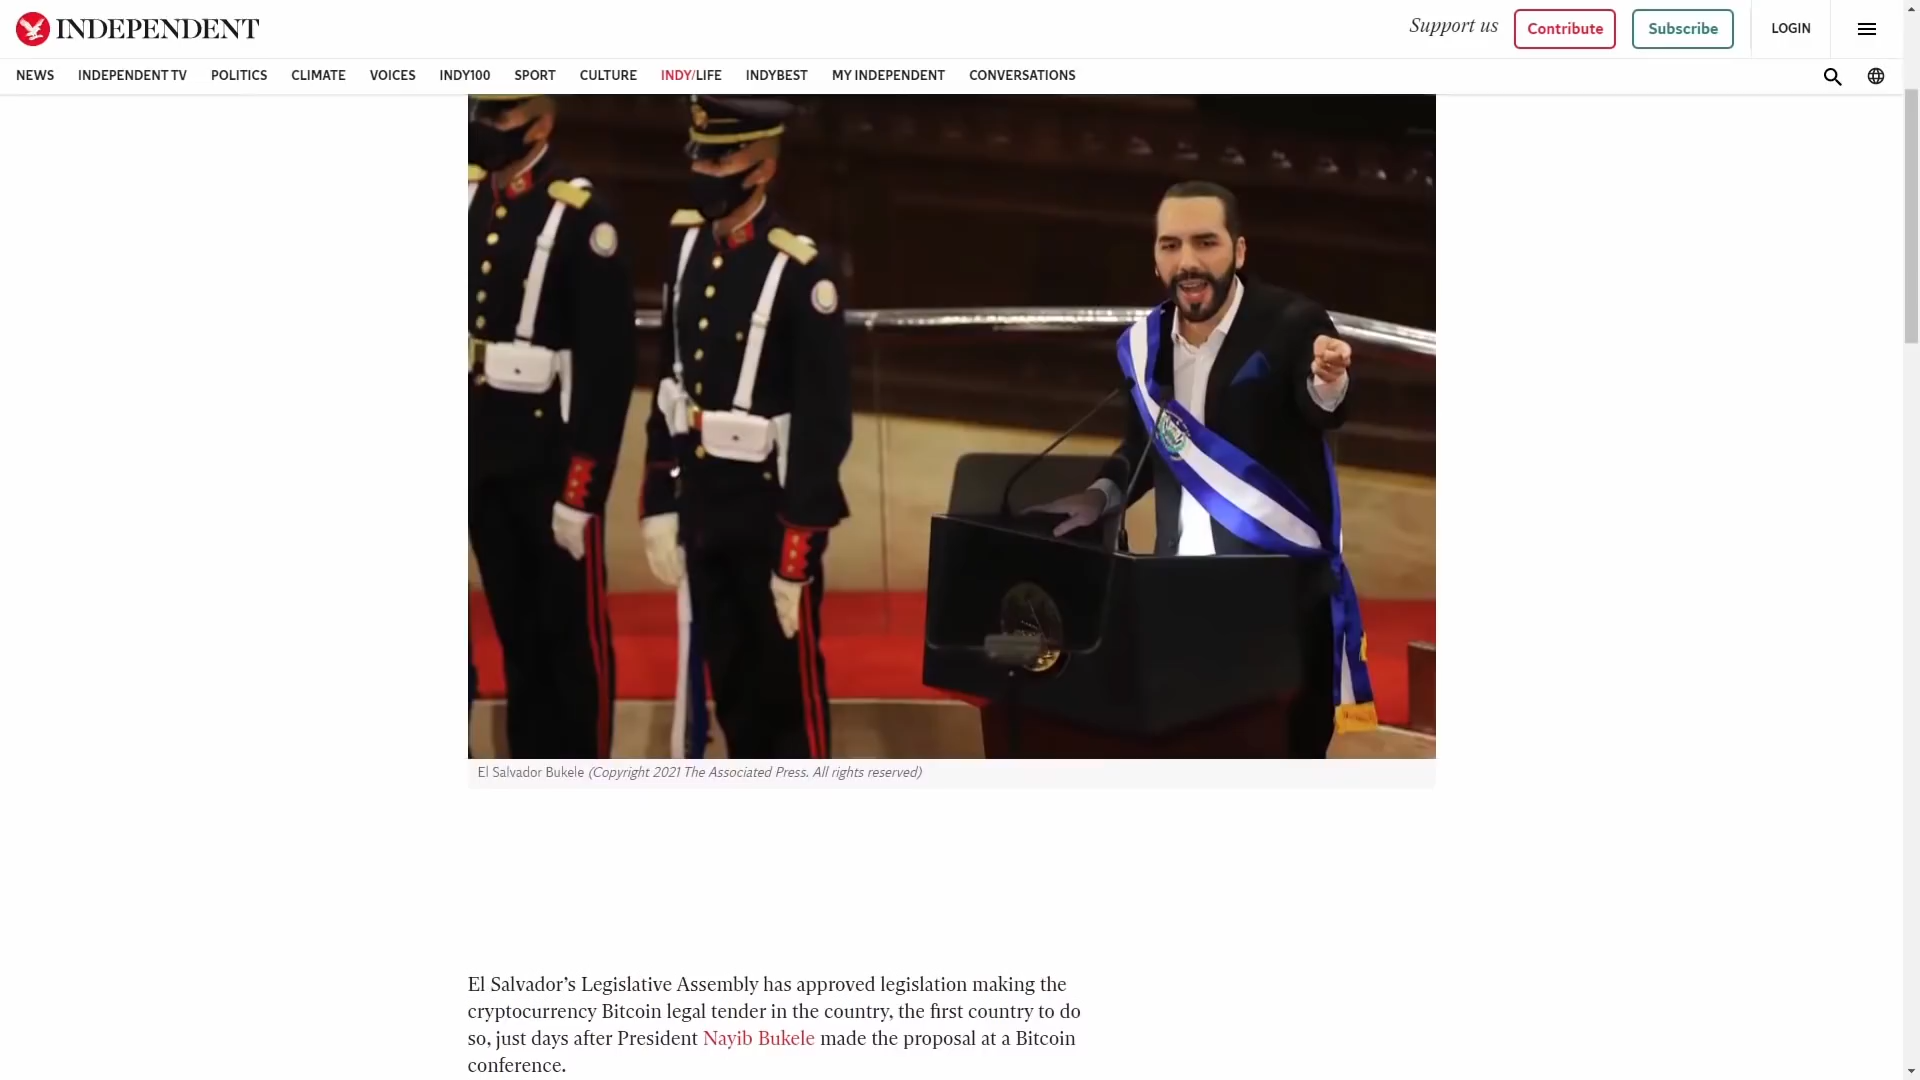 INDEPENDENT
Support us
Contribute
Subscribe
LOGIN
NEWS INDEPENDENT TV POLITICS CLIMATE VOICES INDY100 SPORT CULTURE INDY/LIFE INDYBEST MY INDEPENDENT CONVERSATIONS
El Salvador Bukele (Copyright 2021 The Associated Press. All rights reserved)
El Salvador’s Legislative Assembly has approved legislation making the
cryptocurrency Bitcoin legal tender in the country, the first country to do
so, just days after President Nayib Bukele made the proposal at a Bitcoin
conference.